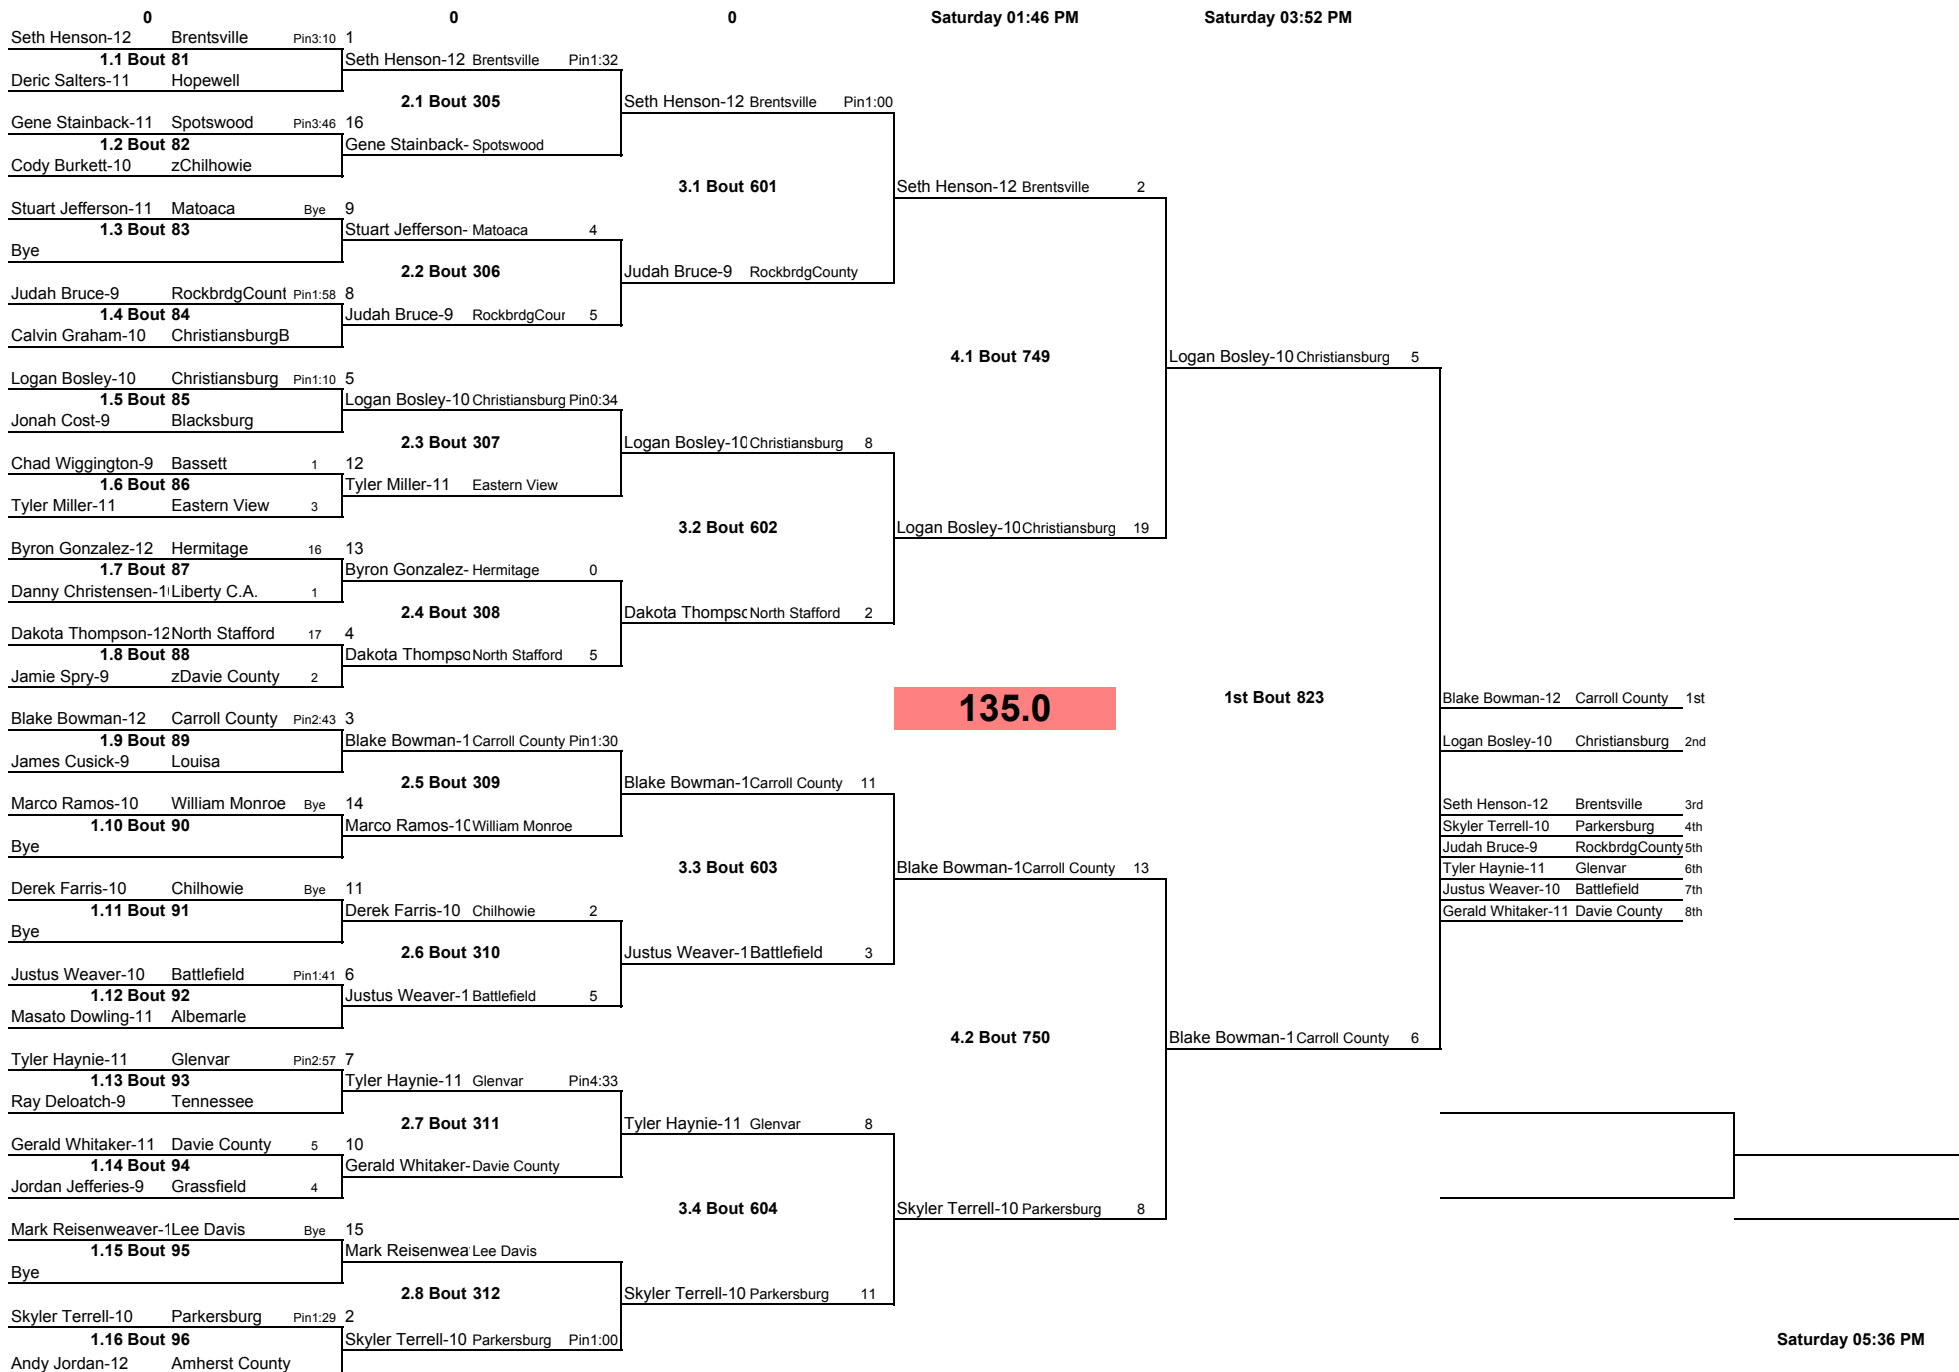 0 0 0 Saturday 01:46 PM Saturday 03:52 PM
Seth Henson-12 Brentsville Pin3:10 1
1.1 Bout 81 Seth Henson-12 Brentsville Pin1:32
Deric Salters-11 Hopewell
2.1 Bout 305 Seth Henson-12 Brentsville Pin1:00
Gene Stainback-11 Spotswood Pin3:46 16
1.2 Bout 82 Gene Stainback- Spotswood
Cody Burkett-10 zChilhowie
3.1 Bout 601 Seth Henson-12 Brentsville 2
Stuart Jefferson-11 Matoaca Bye 9
1.3 Bout 83 Stuart Jefferson- Matoaca 4
Bye
2.2 Bout 306 Judah Bruce-9 RockbrdgCounty
Judah Bruce-9 RockbrdgCount Pin1:58 8
1.4 Bout 84 Judah Bruce-9 RockbrdgCour 5
Calvin Graham-10 ChristiansburgB
4.1 Bout 749 Logan Bosley-10 Christiansburg 5
Logan Bosley-10 Christiansburg Pin1:10 5
1.5 Bout 85 Logan Bosley-10 Christiansburg Pin0:34
Jonah Cost-9 Blacksburg
2.3 Bout 307 Logan Bosley-10 Christiansburg 8
Chad Wiggington-9 Bassett 1 12
1.6 Bout 86 Tyler Miller-11 Eastern View
Tyler Miller-11 Eastern View 3
3.2 Bout 602 Logan Bosley-10 Christiansburg 19
Byron Gonzalez-12 Hermitage 16 13
1.7 Bout 87 Byron Gonzalez- Hermitage 0
Danny Christensen-1 Liberty C.A. 1
2.4 Bout 308 Dakota Thompsc North Stafford 2
Dakota Thompson-12 North Stafford 17 4
1.8 Bout 88 Dakota Thompsc North Stafford 5
Jamie Spry-9 zDavie County 2
135.0 1st Bout 823 Blake Bowman-12 Carroll County 1st
Blake Bowman-12 Carroll County Pin2:43 3
1.9 Bout 89 Blake Bowman-1 Carroll County Pin1:30 Logan Bosley-10 Christiansburg 2nd
James Cusick-9 Louisa
2.5 Bout 309 Blake Bowman-1 Carroll County 11
Marco Ramos-10 William Monroe Bye 14 Seth Henson-12 Brentsville 3rd
1.10 Bout 90 Marco Ramos-10 William Monroe Skyler Terrell-10 Parkersburg 4th
Bye Judah Bruce-9 RockbrdgCounty 5th
3.3 Bout 603 Blake Bowman-1 Carroll County 13 Tyler Haynie-11 Glenvar 6th
Derek Farris-10 Chilhowie Bye 11 Justus Weaver-10 Battlefield 7th
1.11 Bout 91 Derek Farris-10 Chilhowie 2 Gerald Whitaker-11 Davie County 8th
Bye
2.6 Bout 310 Justus Weaver-1 Battlefield 3
Justus Weaver-10 Battlefield Pin1:41 6
1.12 Bout 92 Justus Weaver-1 Battlefield 5
Masato Dowling-11 Albemarle
4.2 Bout 750 Blake Bowman-1 Carroll County 6
Tyler Haynie-11 Glenvar Pin2:57 7
1.13 Bout 93 Tyler Haynie-11 Glenvar Pin4:33
Ray Deloatch-9 Tennessee
2.7 Bout 311 Tyler Haynie-11 Glenvar 8
Gerald Whitaker-11 Davie County 5 10
1.14 Bout 94 Gerald Whitaker- Davie County
Jordan Jefferies-9 Grassfield 4
3.4 Bout 604 Skyler Terrell-10 Parkersburg 8
Mark Reisenweaver-1 Lee Davis Bye 15
1.15 Bout 95 Mark Reisenwea Lee Davis
Bye
2.8 Bout 312 Skyler Terrell-10 Parkersburg 11
Skyler Terrell-10 Parkersburg Pin1:29 2
1.16 Bout 96 Skyler Terrell-10 Parkersburg Pin1:00 Saturday 05:36 PM
Andy Jordan-12 Amherst County